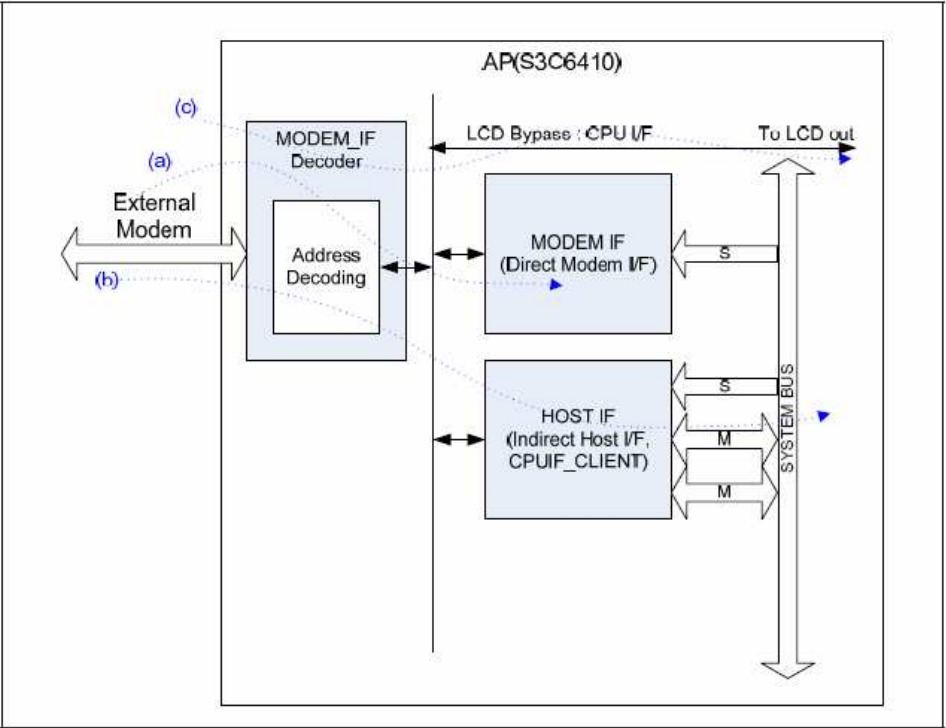 AP(S3C6410)
(c)
MODEM_IF
Decoder
LCD Bypass : CPU I/F
To LCD out
(a)
External
Modem
Address
Decoding
MODEM IF
(Direct Modem I/F)
S
(b)
HOST IF
(Indirect Host I/F,
CPUIF_CLIENT)
S
M
M
SYSTEM BUS